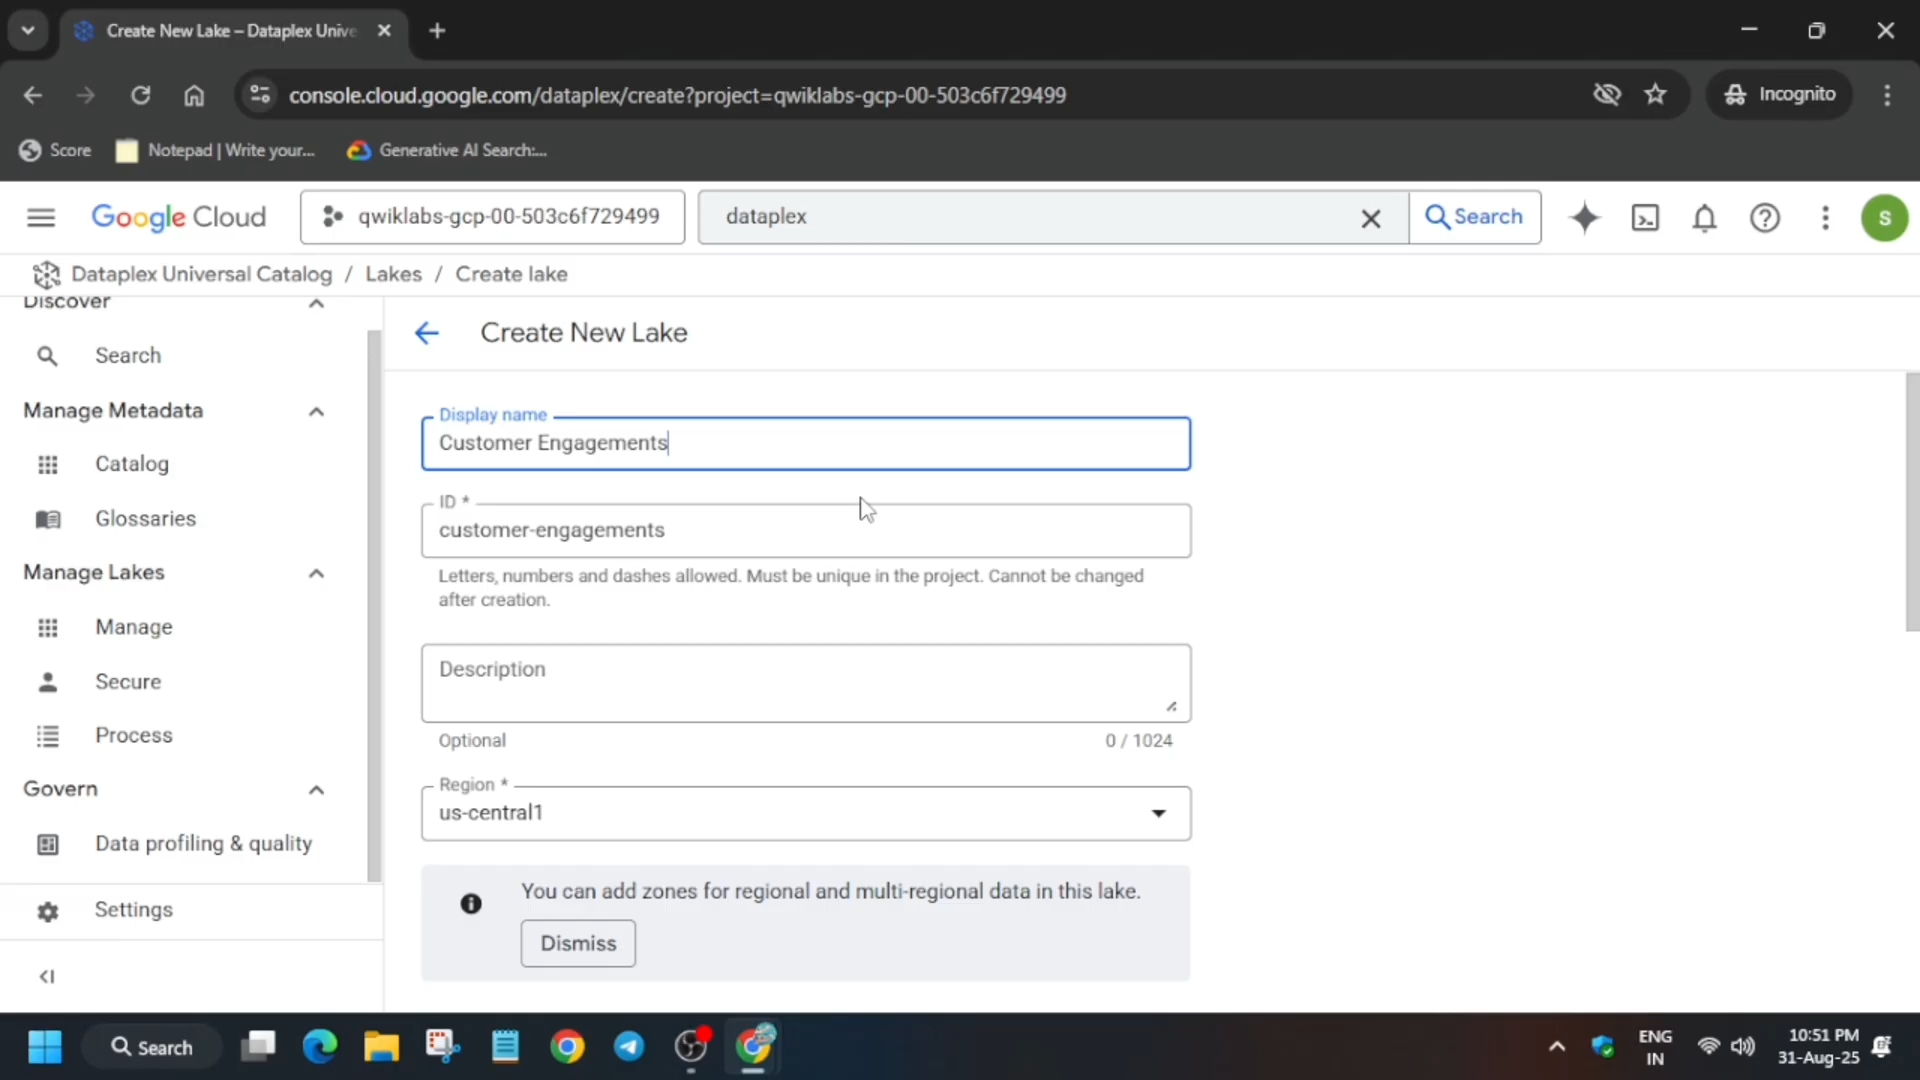 Create New Lake – Dataplex Unive
console.cloud.google.com/dataplex/create?project=qwiklabs-gcp-00-503c6f729499
Incognito
Score
Notepad | Write your...
Generative AI Search:...
Google Cloud
qwiklabs-gcp-00-503c6f729499
dataplex
Search
S
Dataplex Universal Catalog / Lakes / Create lake
Discover
Search
Manage Metadata
Catalog
Glossaries
Manage Lakes
Manage
Secure
Process
Govern
Data profiling & quality
Settings
Create New Lake
Display name
Customer Engagements
ID *
customer-engagements
Letters, numbers and dashes allowed. Must be unique in the project. Cannot be changed
after creation.
Description
Optional
0 / 1024
Region *
us-central1
You can add zones for regional and multi-regional data in this lake.
Dismiss
Search
ENG
IN
10:51 PM
31-Aug-25